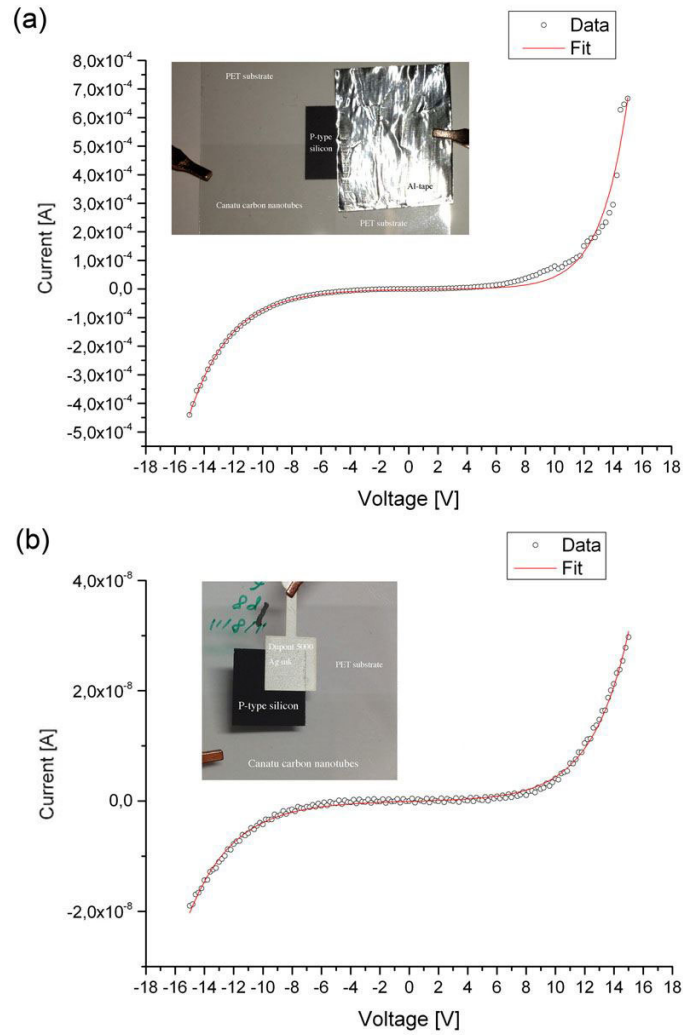 (a)
Data
Fit
8,0x10⁻⁴
7,0x10⁻⁴
6,0x10⁻⁴
5,0x10⁻⁴
4,0x10⁻⁴
3,0x10⁻⁴
2,0x10⁻⁴
1,0x10⁻⁴
0,0
-1,0x10⁻⁴
-2,0x10⁻⁴
-3,0x10⁻⁴
-4,0x10⁻⁴
-5,0x10⁻⁴
Current [A]
PET substrate
P-type
silicon
Al-tape
Canatu carbon nanotubes
PET substrate
-18 -16 -14 -12 -10 -8 -6 -4 -2 0 2 4 6 8 10 12 14 16 18
Voltage [V]
(b)
Data
Fit
4,0x10⁻⁸
2,0x10⁻⁸
0,0
-2,0x10⁻⁸
Current [A]
Dupont 5000
Ag ink
PET substrate
P-type silicon
Canatu carbon nanotubes
-18 -16 -14 -12 -10 -8 -6 -4 -2 0 2 4 6 8 10 12 14 16 18
Voltage [V]